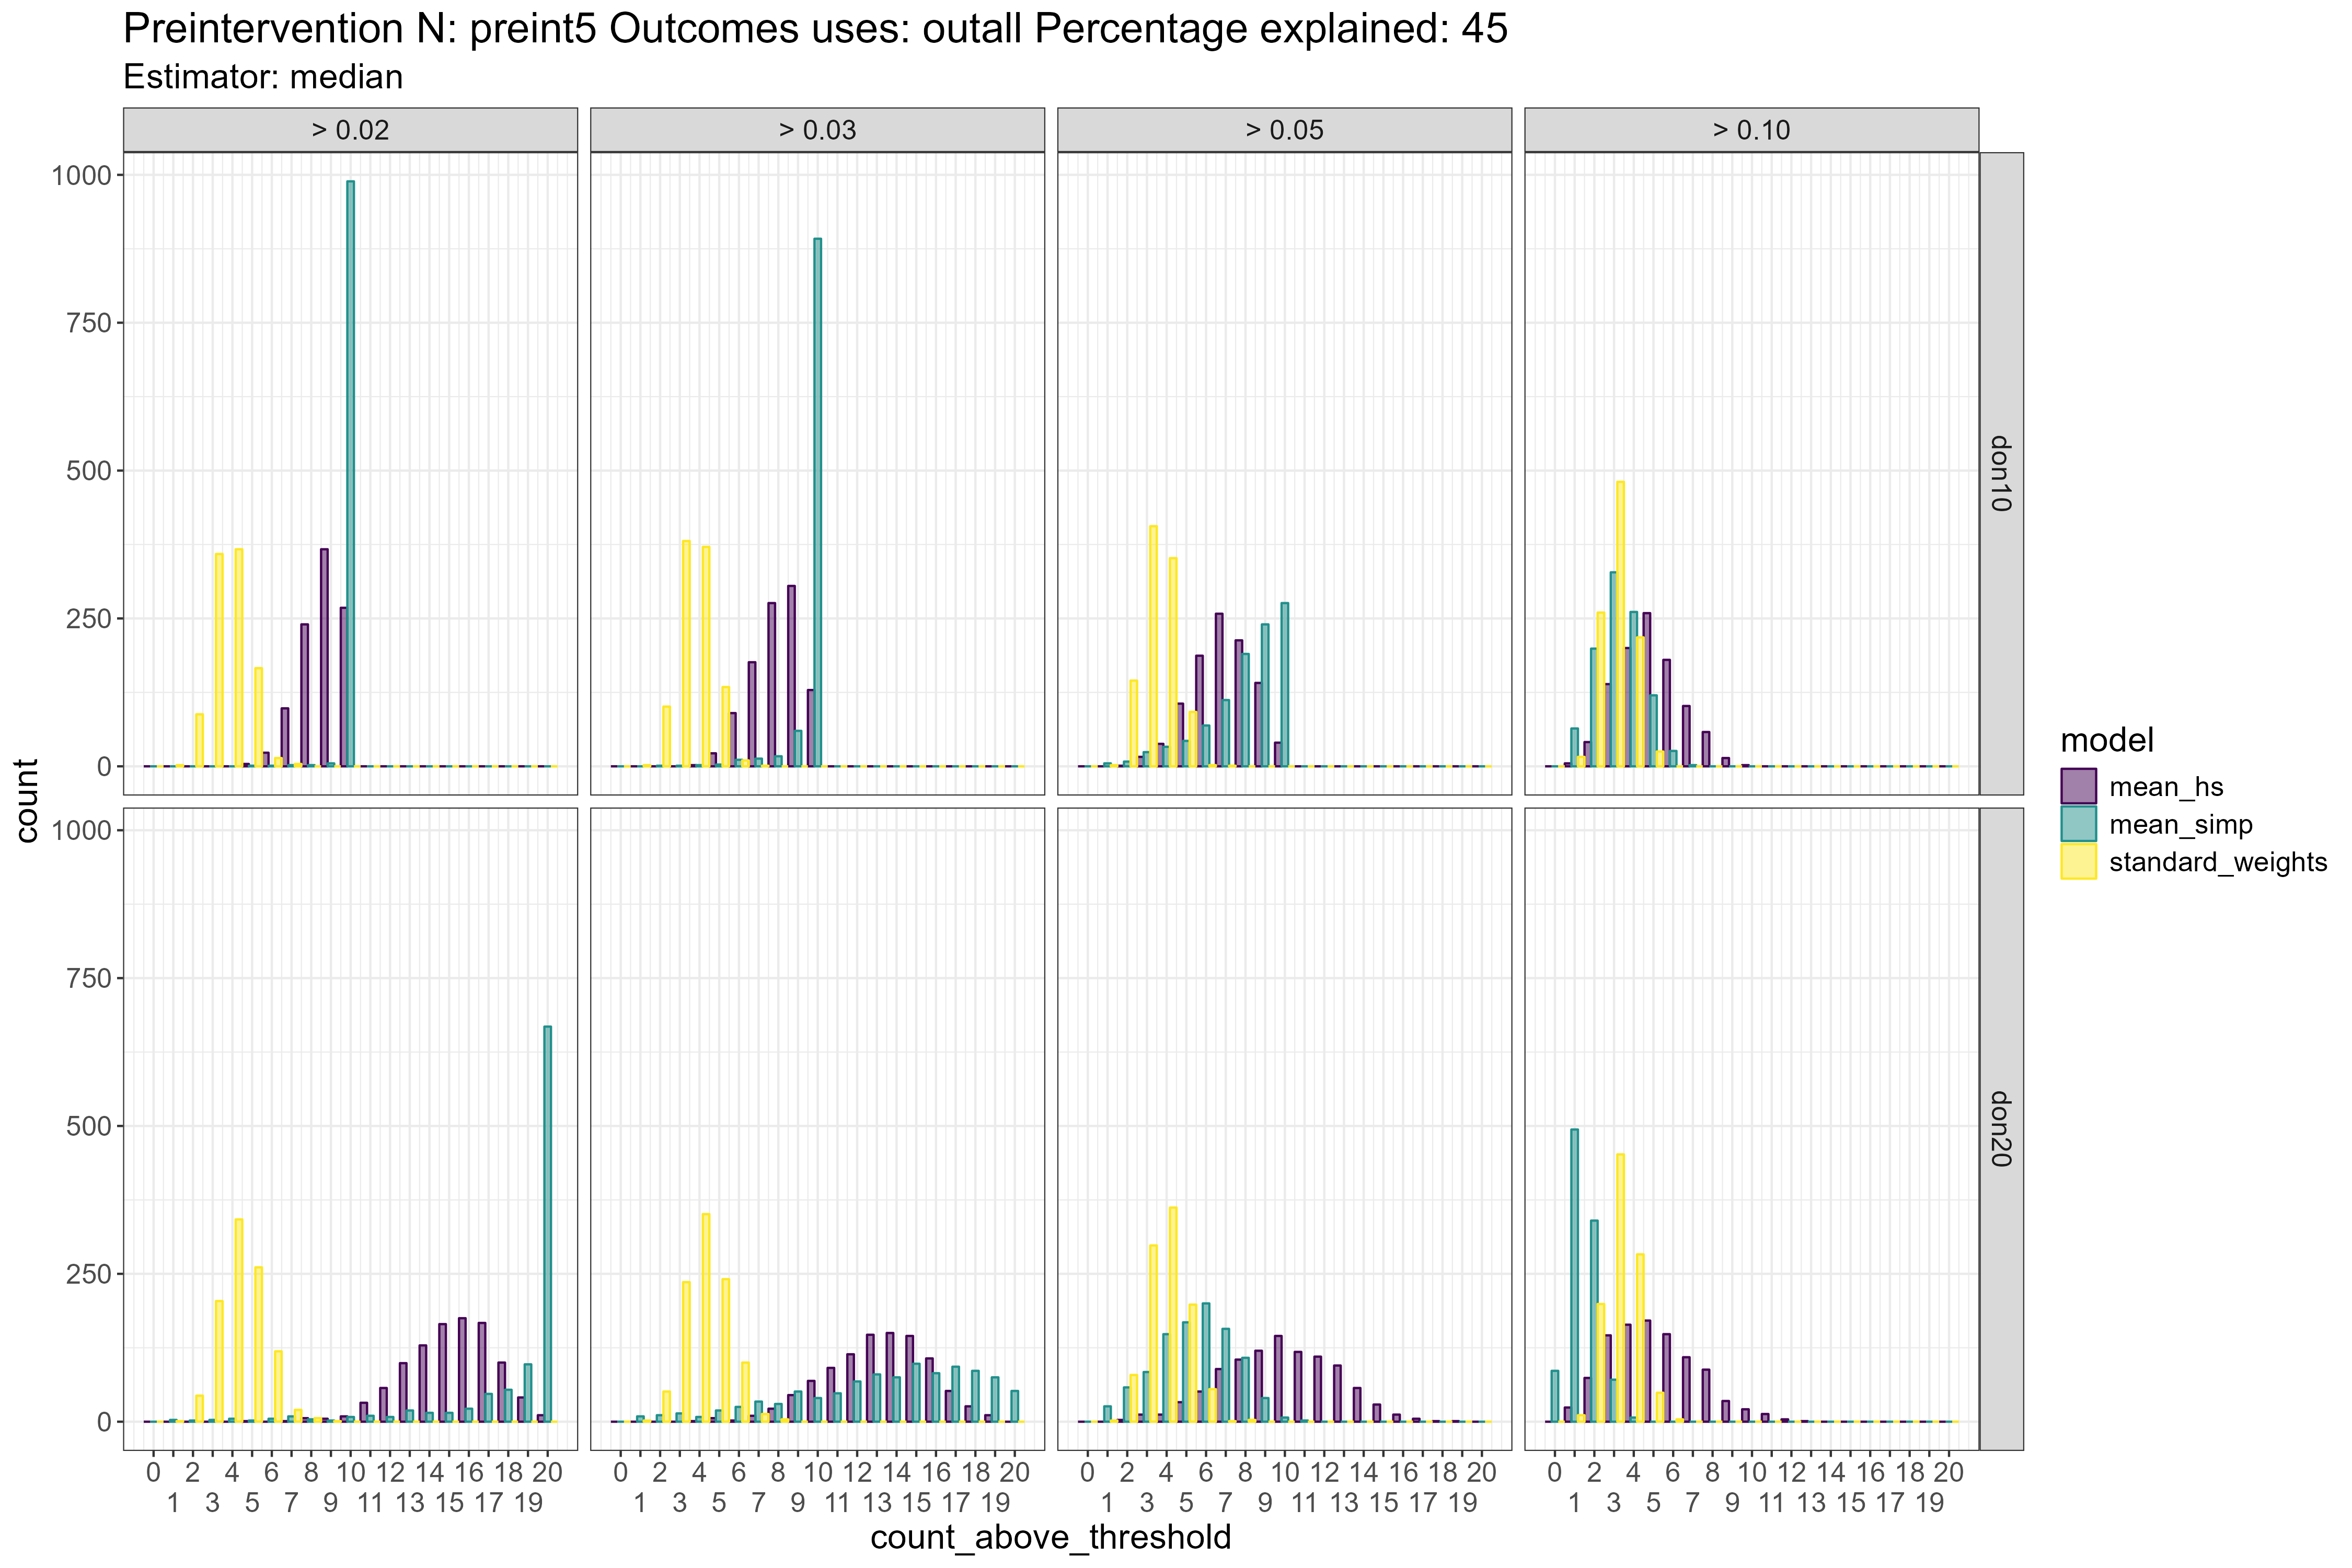 Preintervention N: preint5 Outcomes uses: outall Percentage explained: 45
Estimator: median
> 0.02 > 0.03 > 0.05 > 0.10
1000
750
500
250
0
don10
1000
750
500
250
0
don20
count
0 2 4 6 8 10 12 14 16 18 20 0 2 4 6 8 10 12 14 16 18 20 0 2 4 6 8 10 12 14 16 18 20 0 2 4 6 8 10 12 14 16 18 20
1 3 5 7 9 11 13 15 17 19 1 3 5 7 9 11 13 15 17 19 1 3 5 7 9 11 13 15 17 19 1 3 5 7 9 11 13 15 17 19
count_above_threshold
model
mean_hs
mean_simp
standard_weights